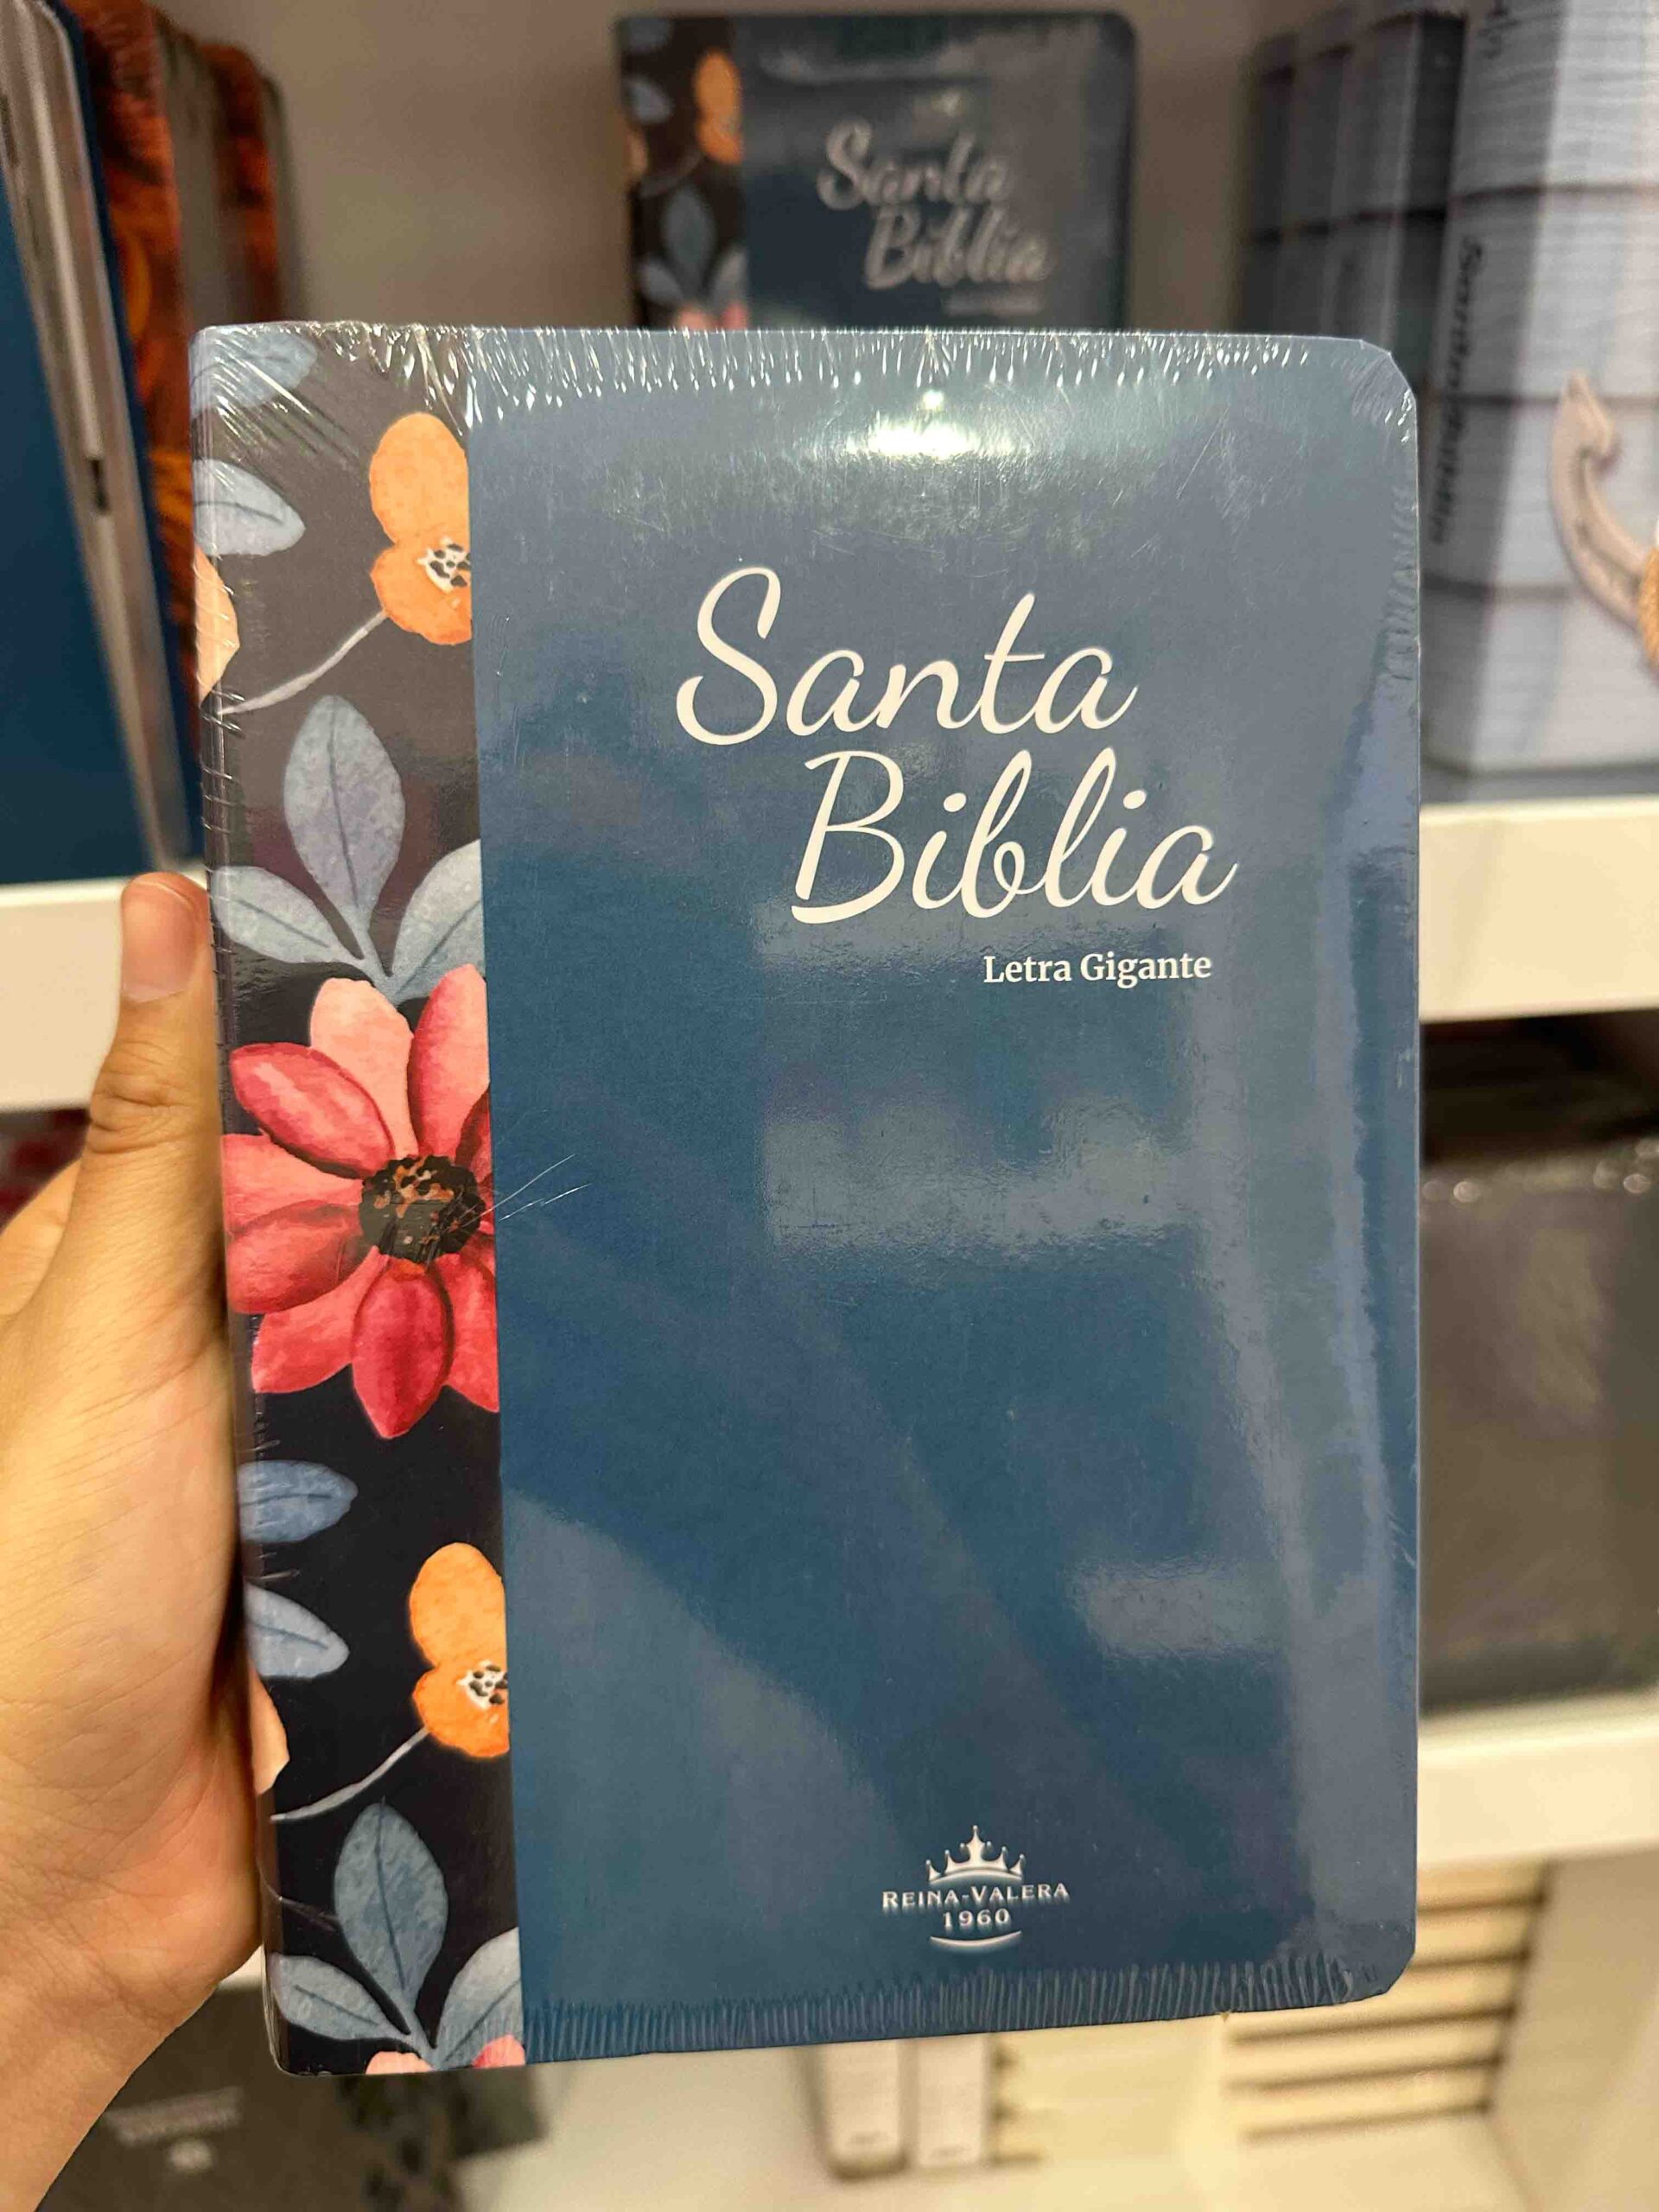 Santa
Biblia
Santa
Biblia
Letra Gigante
REINA-VALERA
1960